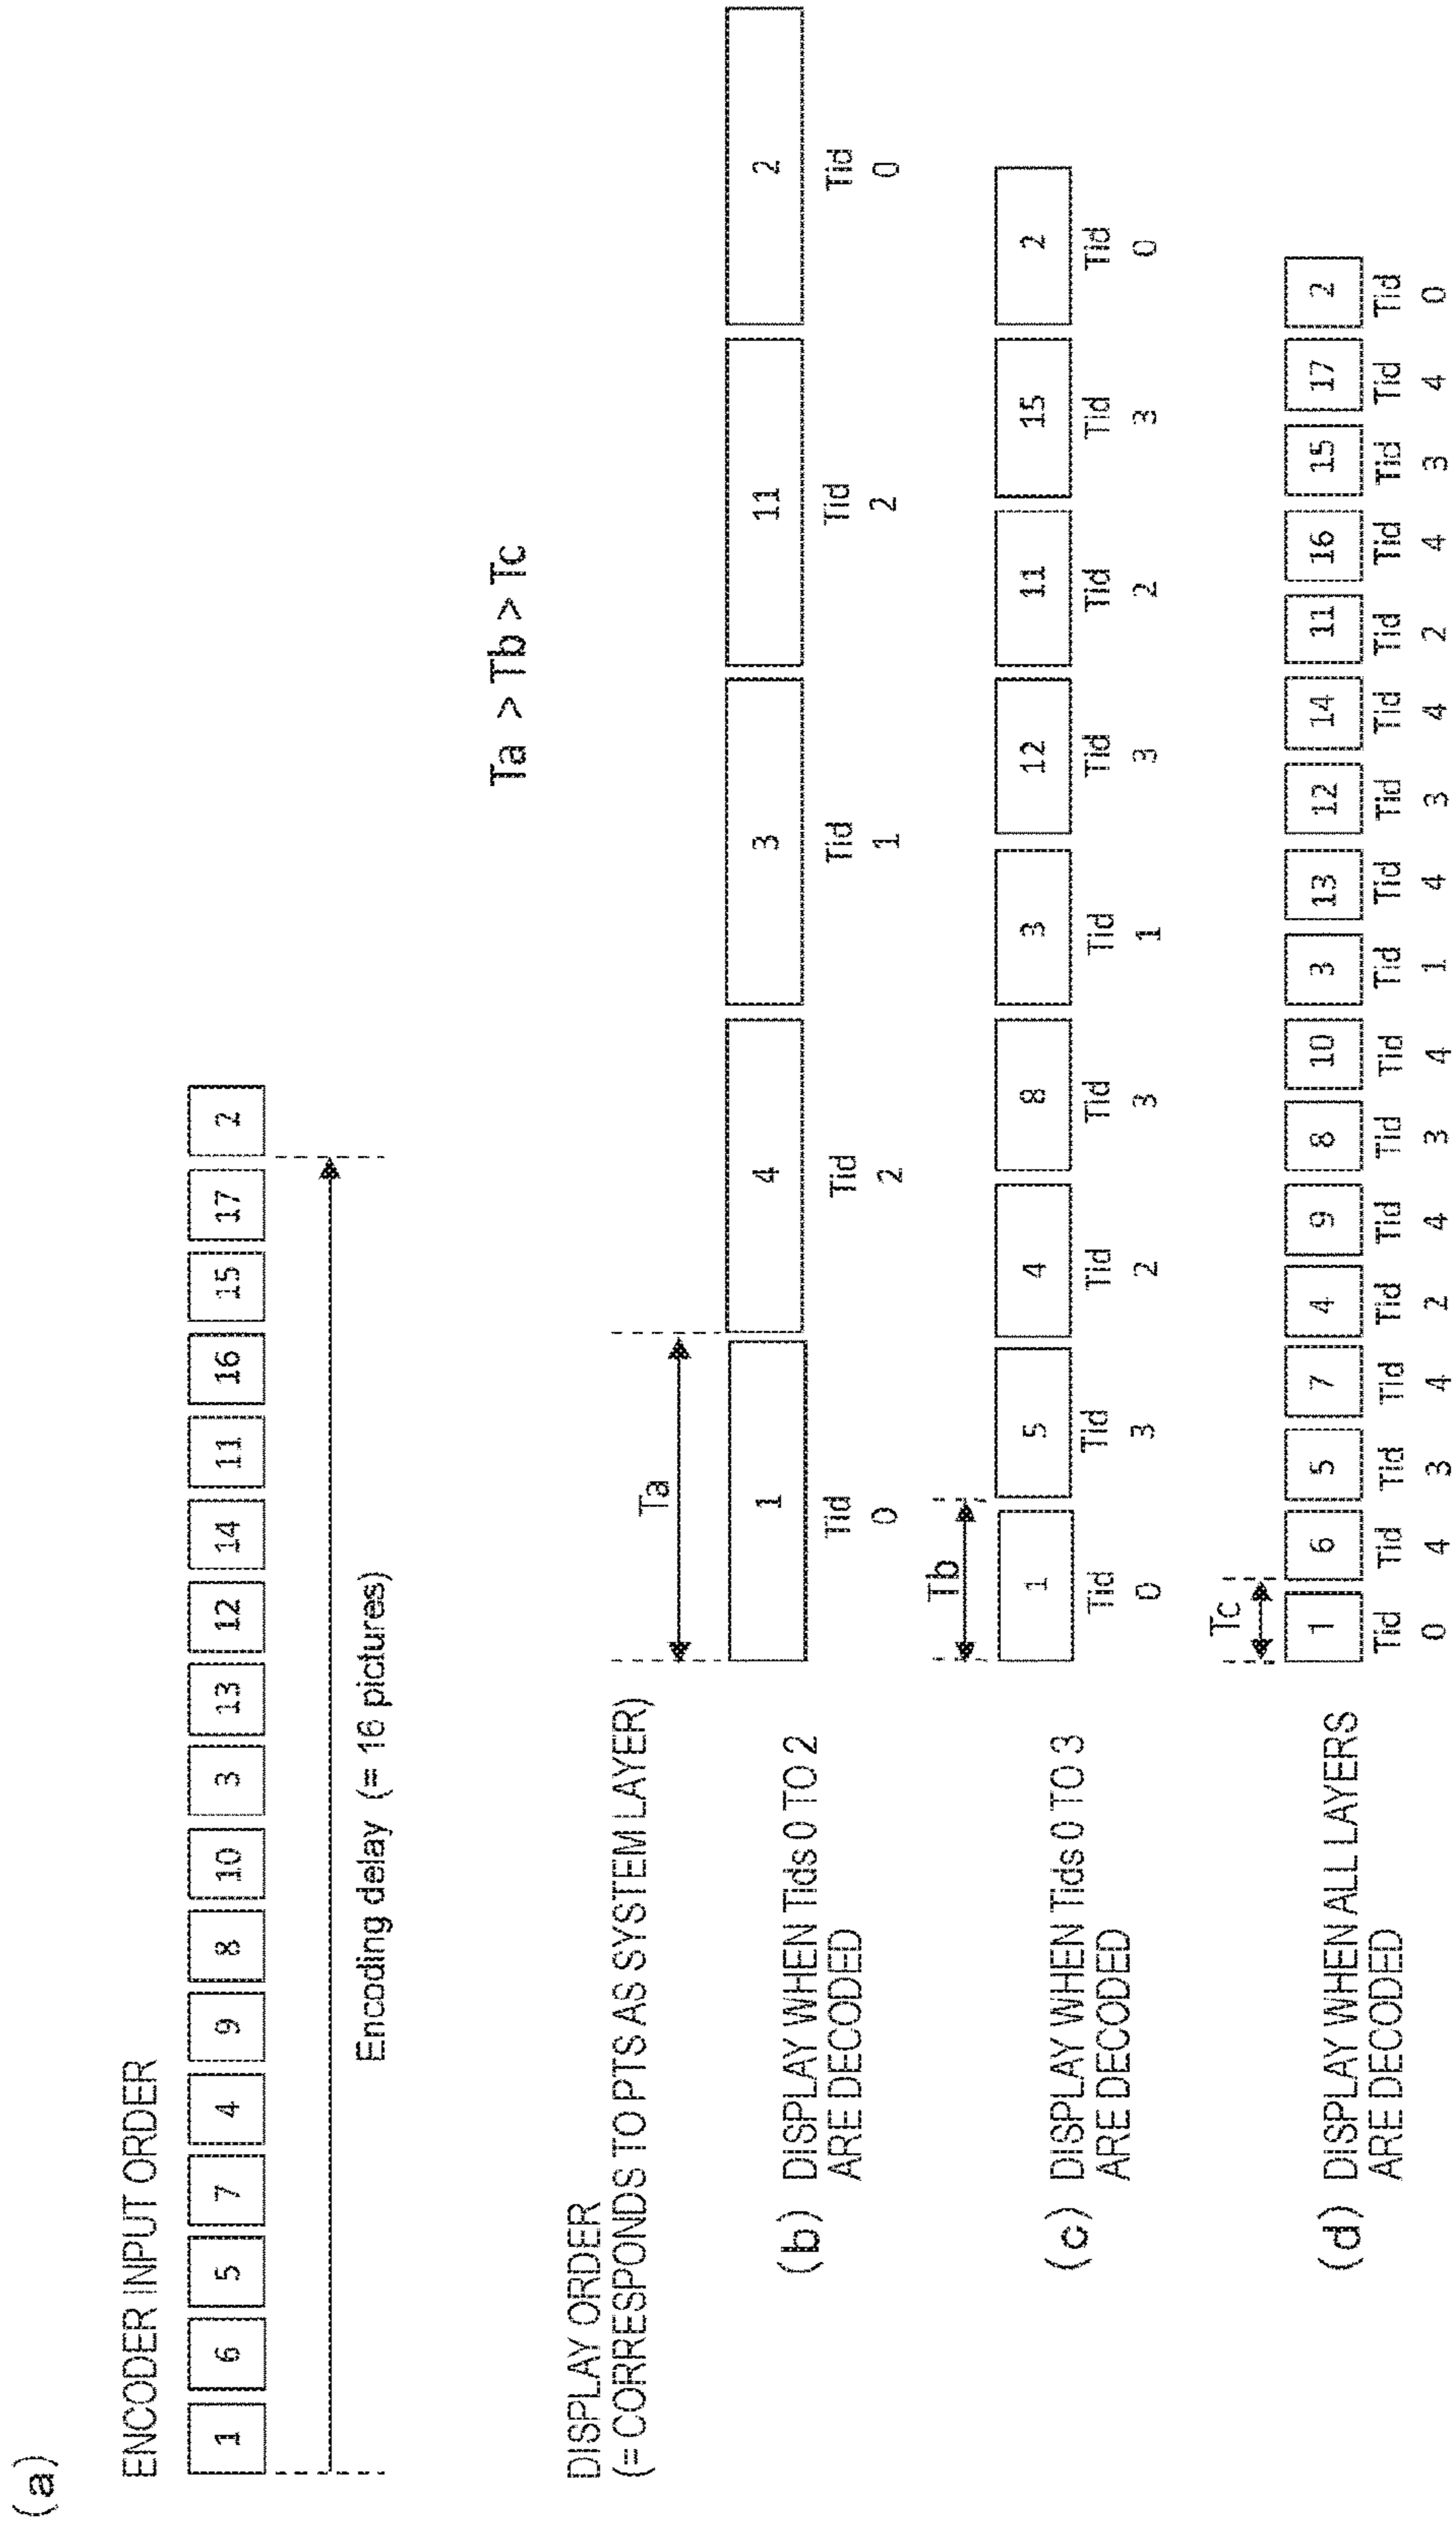 (a)
ENCODER INPUT ORDER
1 6 5 7 4 9 8 10 3 13 12 14 11 16 15 17 2
Encoding delay (= 16 pictures)
Ta > Tb > Tc
DISPLAY ORDER
(= CORRESPONDS TO PTS AS SYSTEM LAYER)
Ta
(b) DISPLAY WHEN Tids 0 TO 2
ARE DECODED
1 4 3 11 2
Tid Tid Tid Tid Tid
0 2 1 2 0
Tb
(c) DISPLAY WHEN Tids 0 TO 3
ARE DECODED
1 5 4 8 3 12 11 15 2
Tid Tid Tid Tid Tid Tid Tid Tid Tid
0 3 2 3 1 3 2 3 0
Tc
(d) DISPLAY WHEN ALL LAYERS
ARE DECODED
1 6 5 7 4 9 8 10 3 13 12 14 11 16 15 17 2
Tid Tid Tid Tid Tid Tid Tid Tid Tid Tid Tid Tid Tid Tid Tid Tid Tid
0 4 3 4 2 4 3 4 1 4 3 4 2 4 3 4 0